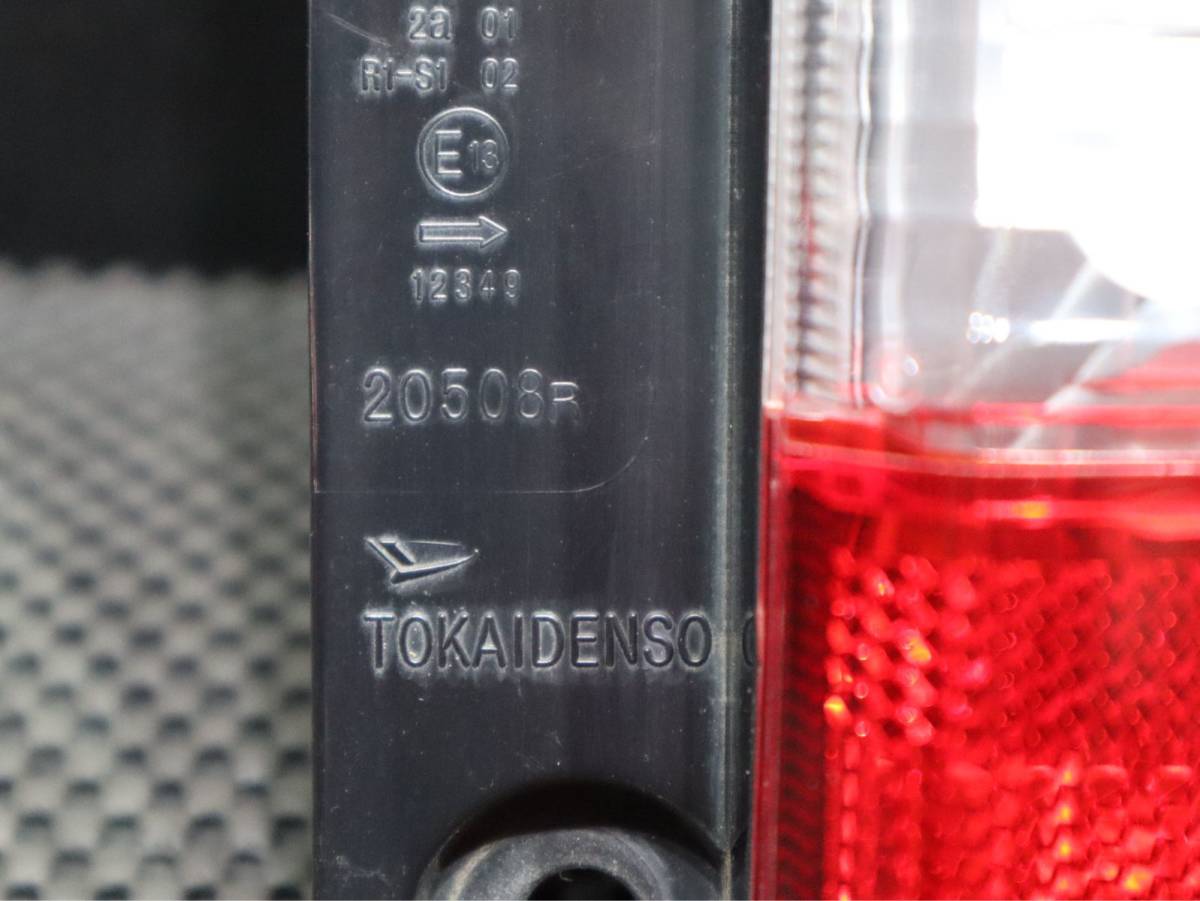 2a 01
R1-S1 02
E13
12349
20508R
TOKAIDENSO